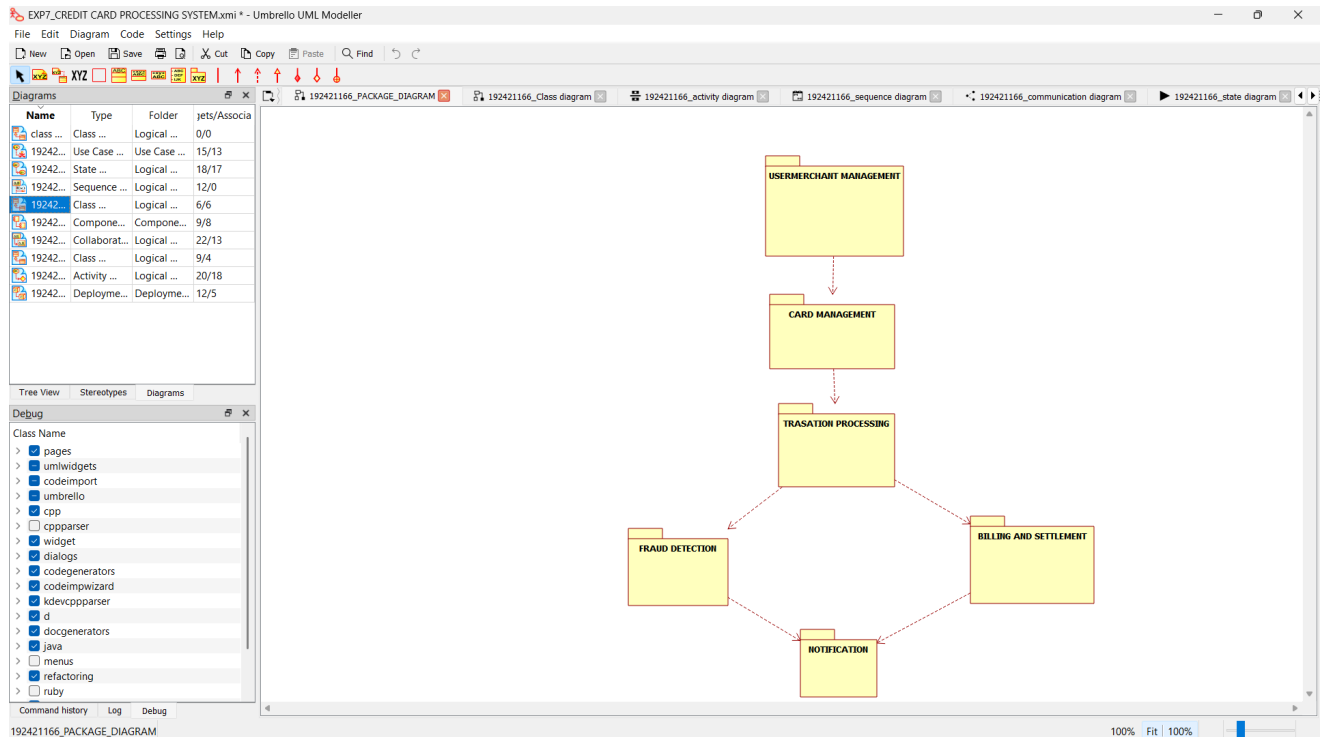 EXP7_CREDIT CARD PROCESSING SYSTEM.xmi * - Umbrello UML Modeller
File Edit Diagram Code Settings Help
New Open Save Cut Copy Paste Find
XYZ
Diagrams
192421166_PACKAGE_DIAGRAM 192421166_Class diagram 192421166_activity diagram 192421166_sequence diagram 192421166_communication diagram 192421166_state diagram
Name Type Folder jets/Associa
class ... Class ... Logical ... 0/0
19242... Use Case ... Use Case ... 15/13
19242... State ... Logical ... 18/17
19242... Sequence ... Logical ... 12/0
19242... Class ... Logical ... 6/6
19242... Compone... Compone... 9/8
19242... Collaborat... Logical ... 22/13
19242... Class ... Logical ... 9/4
19242... Activity ... Logical ... 20/18
19242... Deployme... Deployme... 12/5
Tree View Stereotypes Diagrams
Debug
Class Name
pages
umlwidgets
codeimport
umbrello
cpp
cppparser
widget
dialogs
codegenerators
codeimpwizard
kdevcppparser
d
docgenerators
java
menus
refactoring
ruby
Command history Log Debug
USERMERCHANT MANAGEMENT
CARD MANAGEMENT
TRASATION PROCESSING
FRAUD DETECTION
BILLING AND SETTLEMENT
NOTIFICATION
192421166_PACKAGE_DIAGRAM
100% Fit 100%